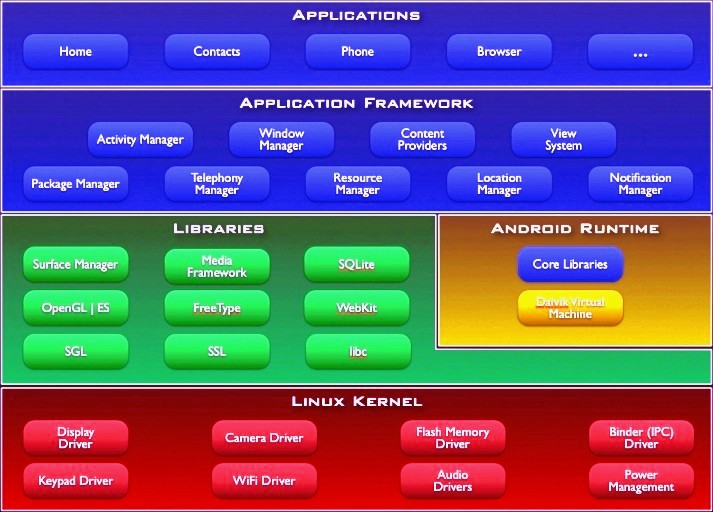 APPLICATIONS
Home
Contacts
Phone
Browser
...
APPLICATION FRAMEWORK
Activity Manager
Window
Manager
Content
Providers
View
System
Package Manager
Telephony
Manager
Resource
Manager
Location
Manager
Notification
Manager
LIBRARIES
Surface Manager
Media
Framework
SQLite
OpenGL | ES
FreeType
WebKit
SGL
SSL
libc
ANDROID RUNTIME
Core Libraries
Dalvik Virtual
Machine
LINUX KERNEL
Display
Driver
Camera Driver
Flash Memory
Driver
Binder (IPC)
Driver
Keypad Driver
WiFi Driver
Audio
Drivers
Power
Management